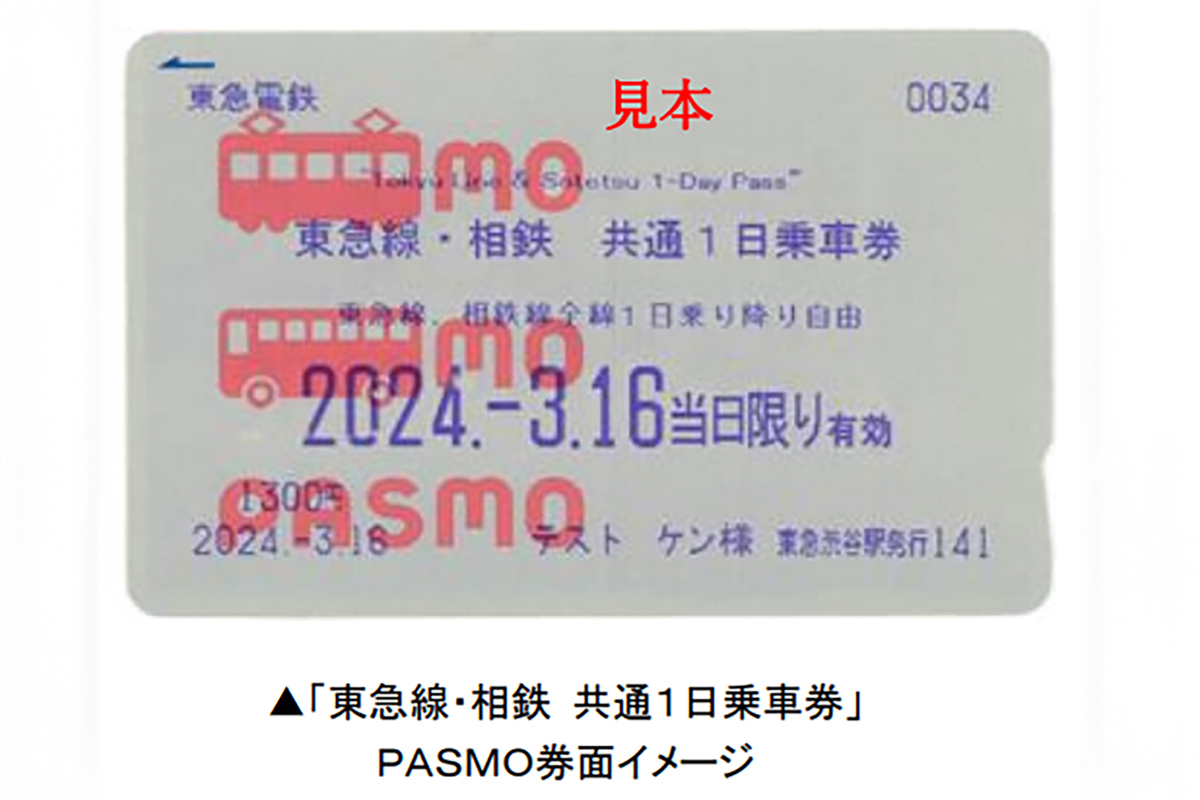 東急電鉄 見本 0034
mo
"Tokyu Line & Sotetsu 1-Day Pass"
東急線・相鉄 共通1日乗車券
東急線、相鉄線全線1日乗り降り自由
mo
2024.-3.16当日限り有効
1300円
PASMO
2024.-3.16 テスト ケン様 東急渋谷駅発行141
▲「東急線・相鉄 共通1日乗車券」
PASMO券面イメージ